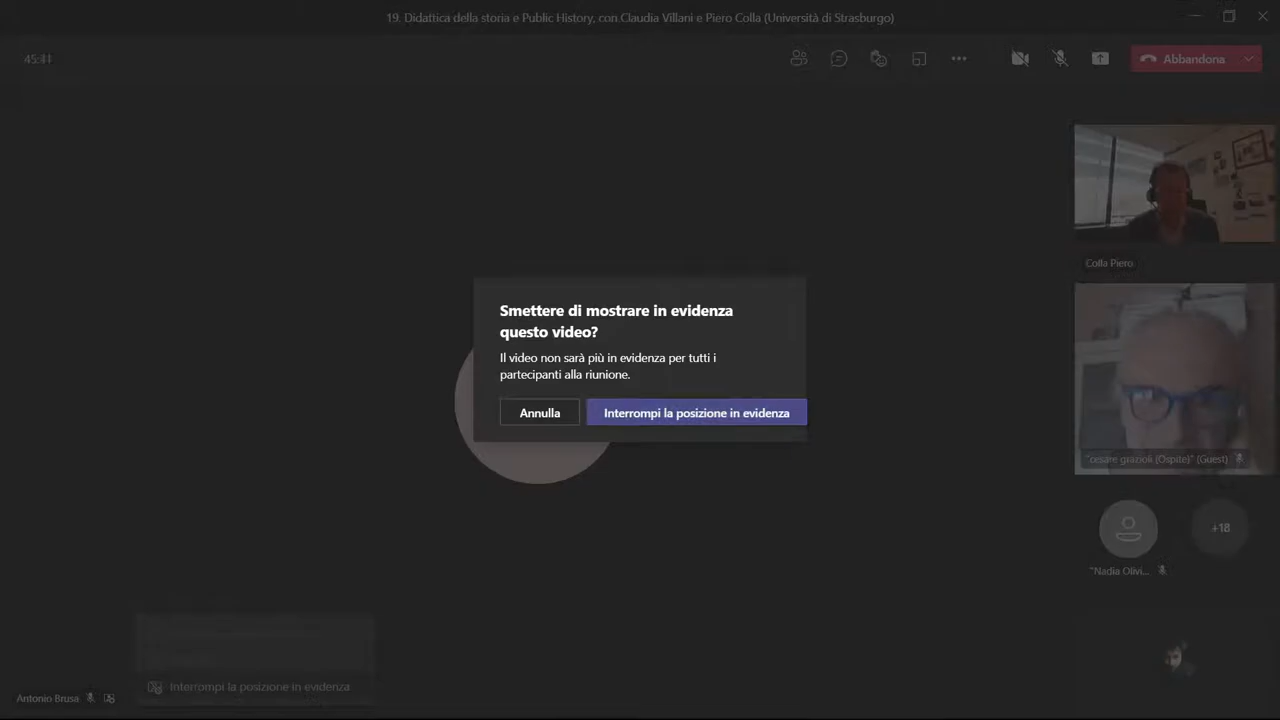 19. Didattica della storia e Public History, con Claudia Villani e Piero Colla (Università di Strasburgo)
Abbandona
Colla Piero
Smettere di mostrare in evidenza
questo video?
Il video non sarà più in evidenza per tutti i
partecipanti alla riunione.
Annulla
Interrompi la posizione in evidenza
"cesare grazioli (Ospite)" (Guest)
+18
"Nadia Olivi...
Interrompi la posizione in evidenza
Antonio Brusa